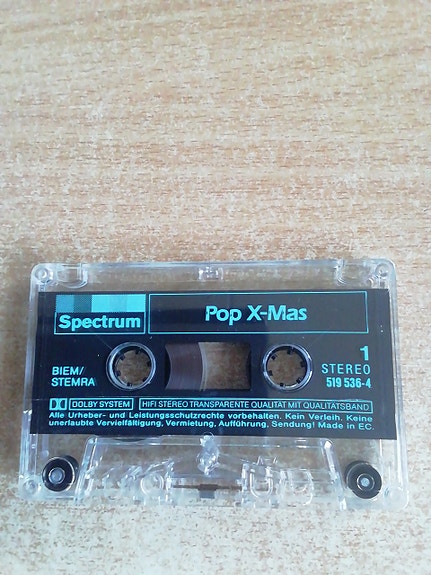 Spectrum
Pop X-Mas
BIEM/
STEMRA
1
STEREO
519 536-4
DOLBY SYSTEM
HIFI STEREO TRANSPARENTE QUALITÄT MIT QUALITÄTSBAND
Alle Urheber- und Leistungsschutzrechte vorbehalten. Kein Verleih. Keine
unerlaubte Vervielfältigung, Vermietung, Aufführung, Sendung! Made in EC.